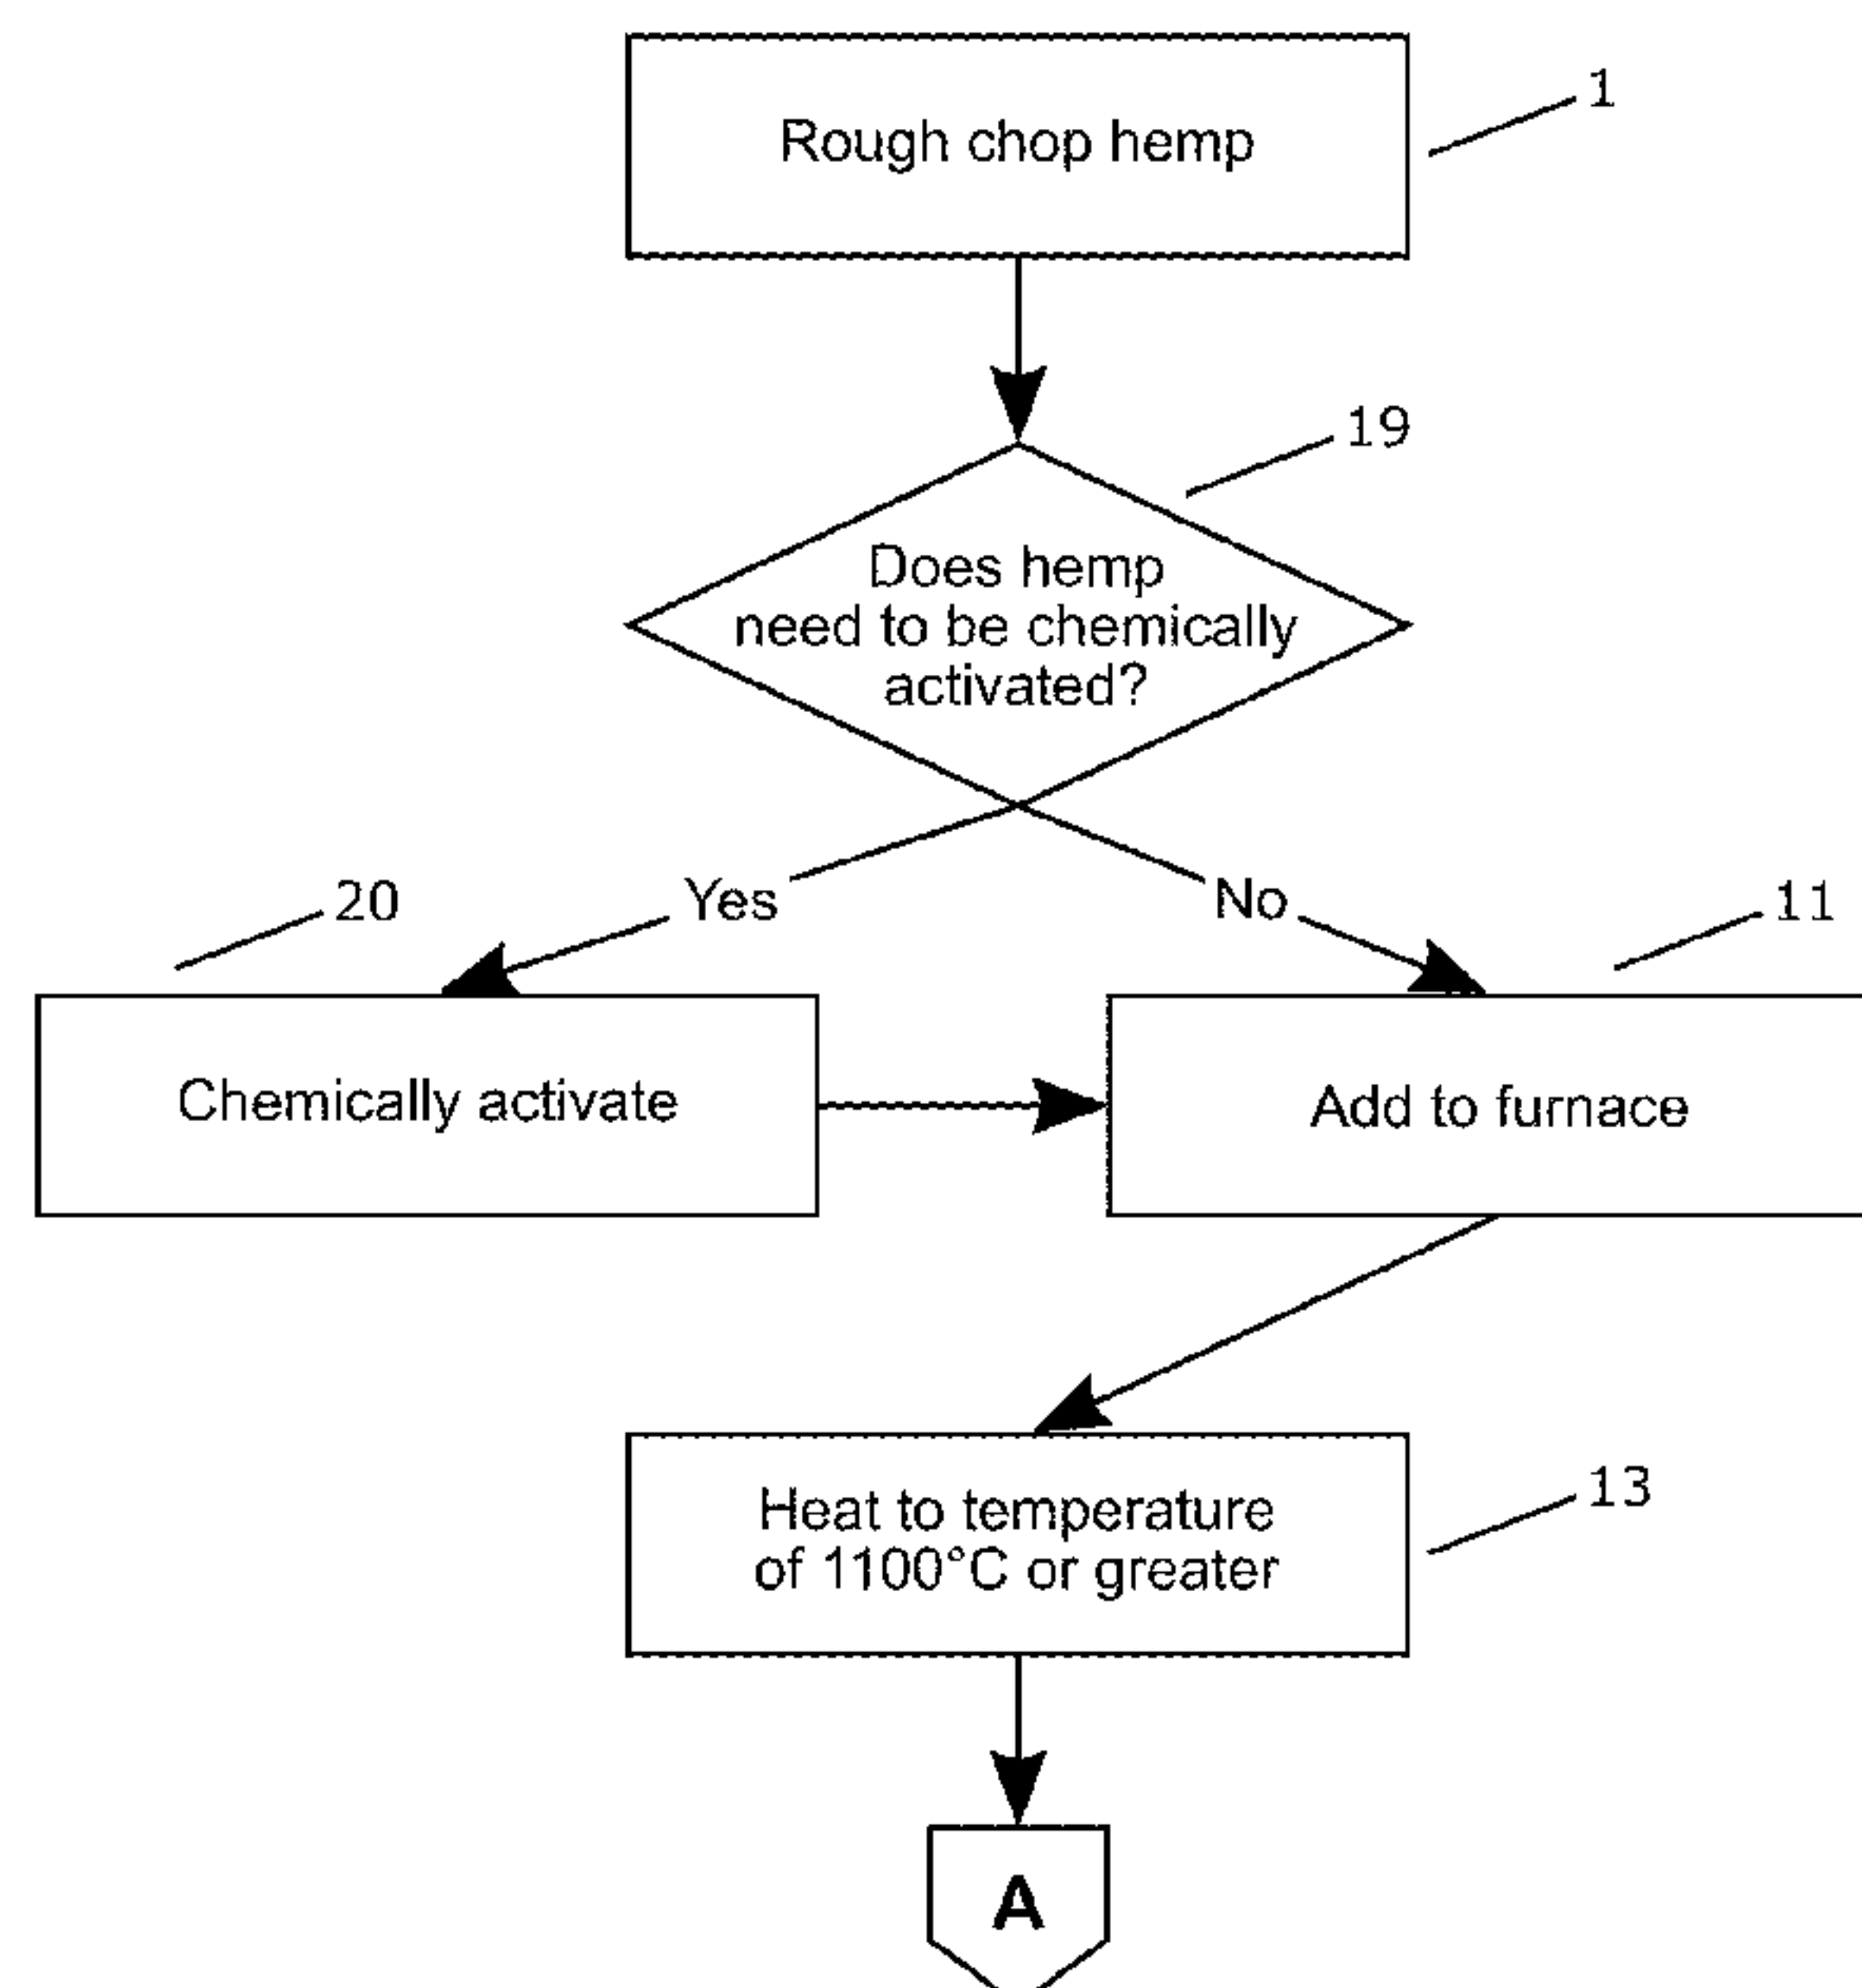 Rough chop hemp
1
19
Does hemp
need to be chemically
activated?
20
Yes
No
11
Chemically activate
Add to furnace
Heat to temperature
of 1100°C or greater
13
A